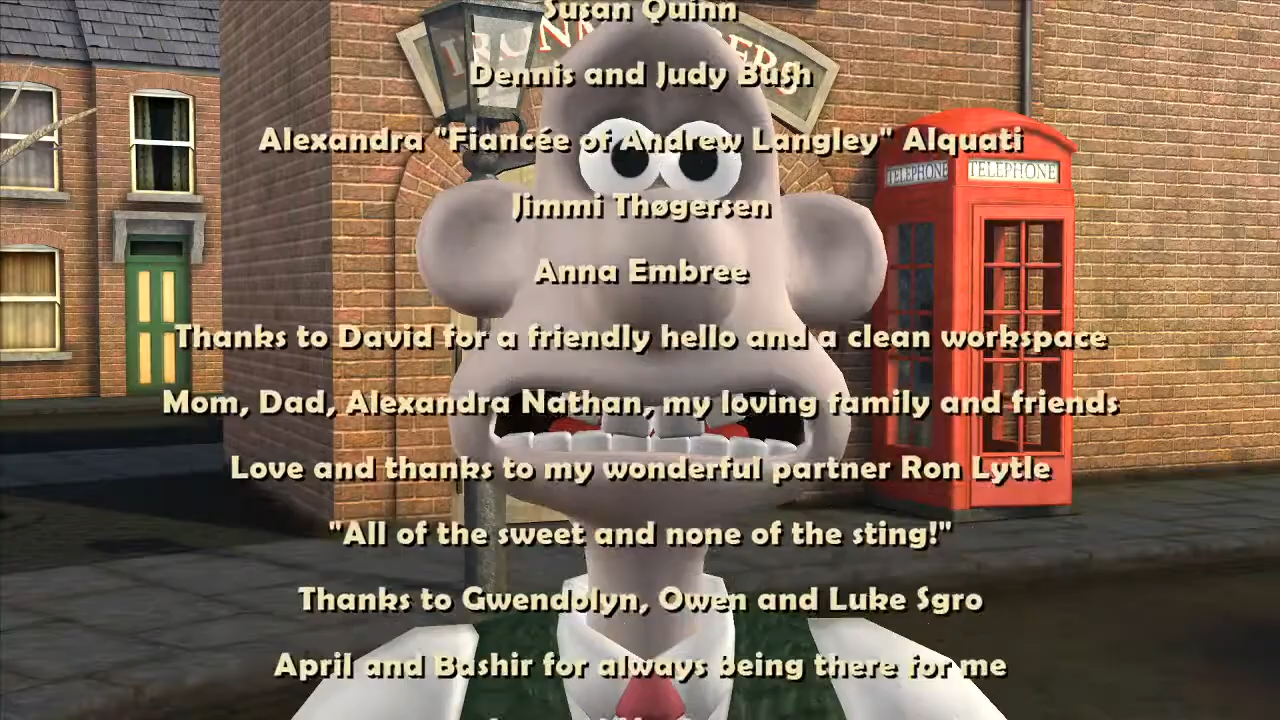 Susan Quinn
Dennis and Judy Bush
Alexandra "Fiancée of Andrew Langley" Alquati
Jimmi Thøgersen
Anna Embree
Thanks to David for a friendly hello and a clean workspace
Mom, Dad, Alexandra Nathan, my loving family and friends
Love and thanks to my wonderful partner Ron Lytle
"All of the sweet and none of the sting!"
Thanks to Gwendolyn, Owen and Luke Sgro
April and Bashir for always being there for me
TELEPHONE
TELEPHONE